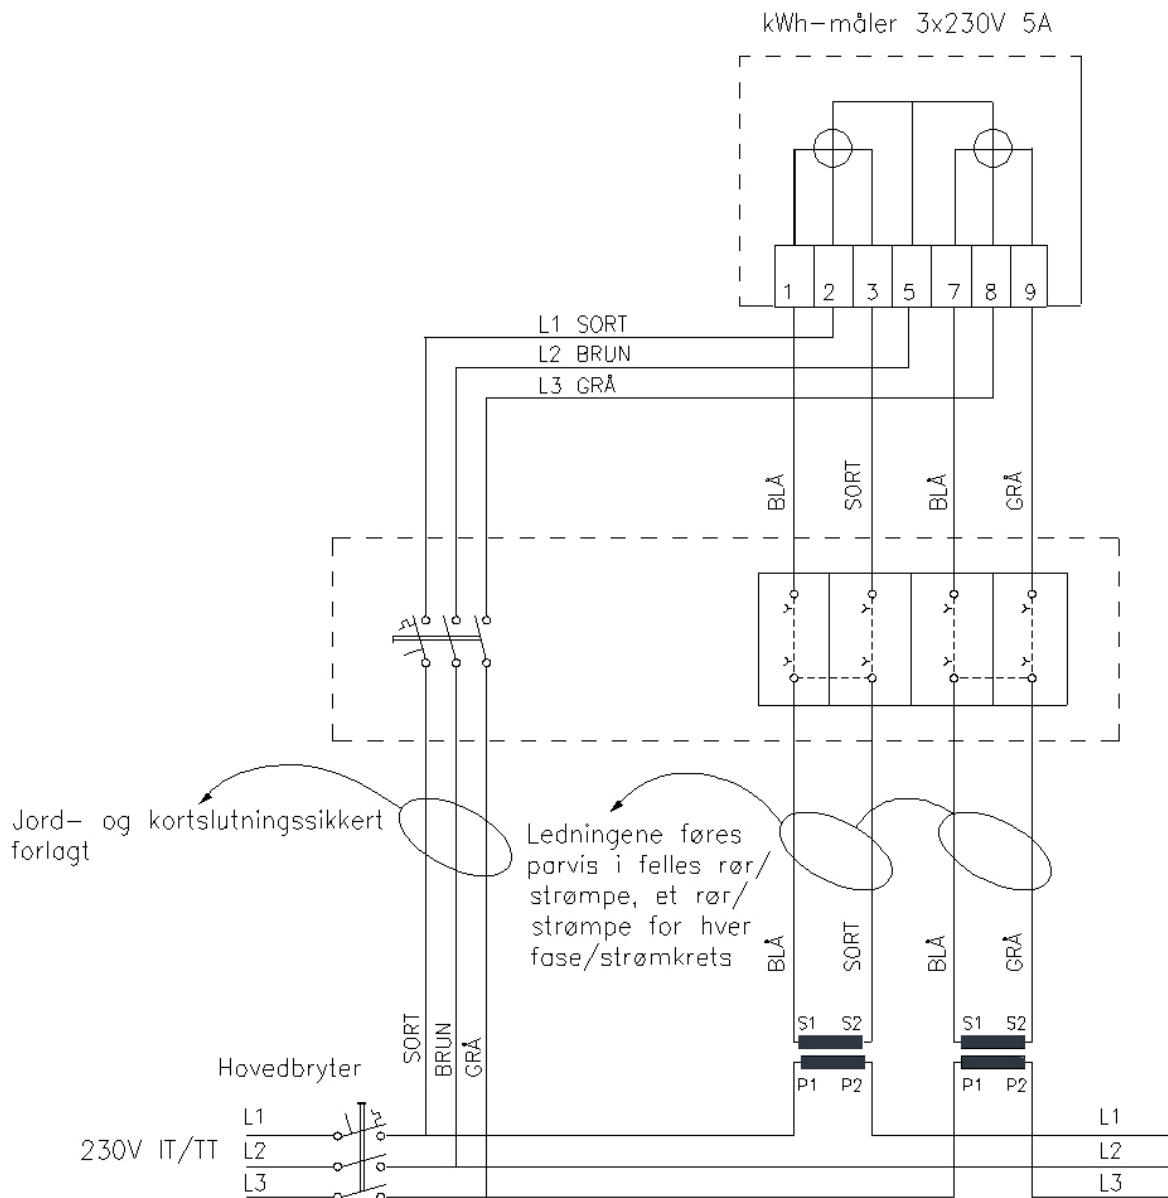 kWh-måler 3x230V 5A
1 2 3 5 7 8 9
L1 SORT
L2 BRUN
L3 GRÅ
BLÅ
SORT
BLÅ
GRÅ
Jord- og kortslutningssikkert
forlagt
Ledningene føres
parvis i felles rør/
strømpe, et rør/
strømpe for hver
fase/strømkrets
BLÅ
SORT
BLÅ
GRÅ
SORT
BRUN
GRÅ
S1 S2
S1 S2
P1 P2
P1 P2
Hovedbryter
230V IT/TT
L1
L2
L3
L1
L2
L3